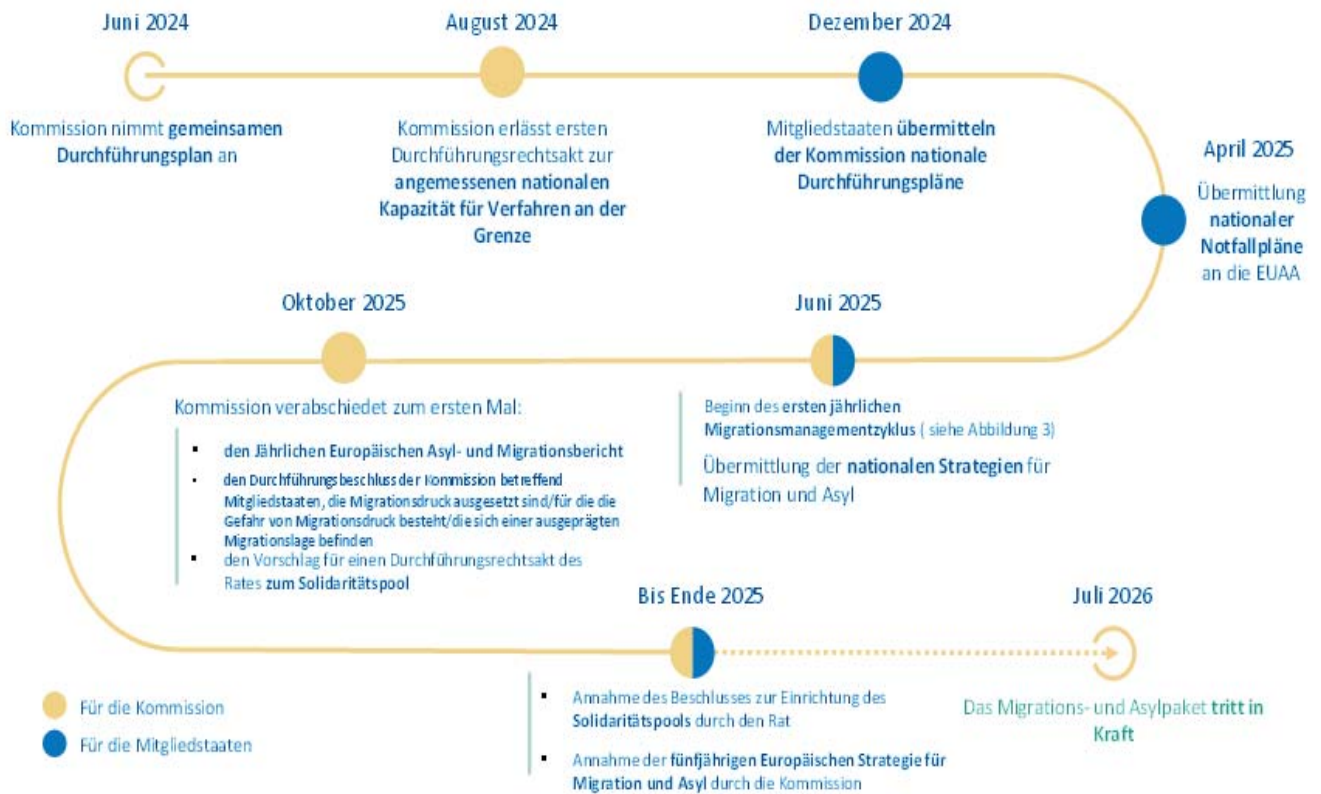 Juni 2024
Kommission nimmt gemeinsamen
Durchführungsplan an
August 2024
Kommission erlässt ersten
Durchführungsrechtsakt zur
angemessenen nationalen
Kapazität für Verfahren an der
Grenze
Dezember 2024
Mitgliedstaaten übermitteln
der Kommission nationale
Durchführungspläne
April 2025
Übermittlung
nationaler
Notfallpläne
an die EUAA
Juni 2025
Beginn des ersten jährlichen
Migrationsmanagementzyklus ( siehe Abbildung 3)
Übermittlung der nationalen Strategien für
Migration und Asyl
Oktober 2025
Kommission verabschiedet zum ersten Mal:
▪ den Jährlichen Europäischen Asyl- und Migrationsbericht
▪ den Durchführungsbeschluss der Kommission betreffend
Mitgliedstaaten, die Migrationsdruck ausgesetzt sind/für die die
Gefahr von Migrationsdruck besteht/die sich einer ausgeprägten
Migrationslage befinden
▪ den Vorschlag für einen Durchführungsrechtsakt des
Rates zum Solidaritätspool
Bis Ende 2025
▪ Annahme des Beschlusses zur Einrichtung des
Solidaritätspools durch den Rat
▪ Annahme der fünfjährigen Europäischen Strategie für
Migration und Asyl durch die Kommission
Juli 2026
Das Migrations- und Asylpaket tritt in
Kraft
Für die Kommission
Für die Mitgliedstaaten